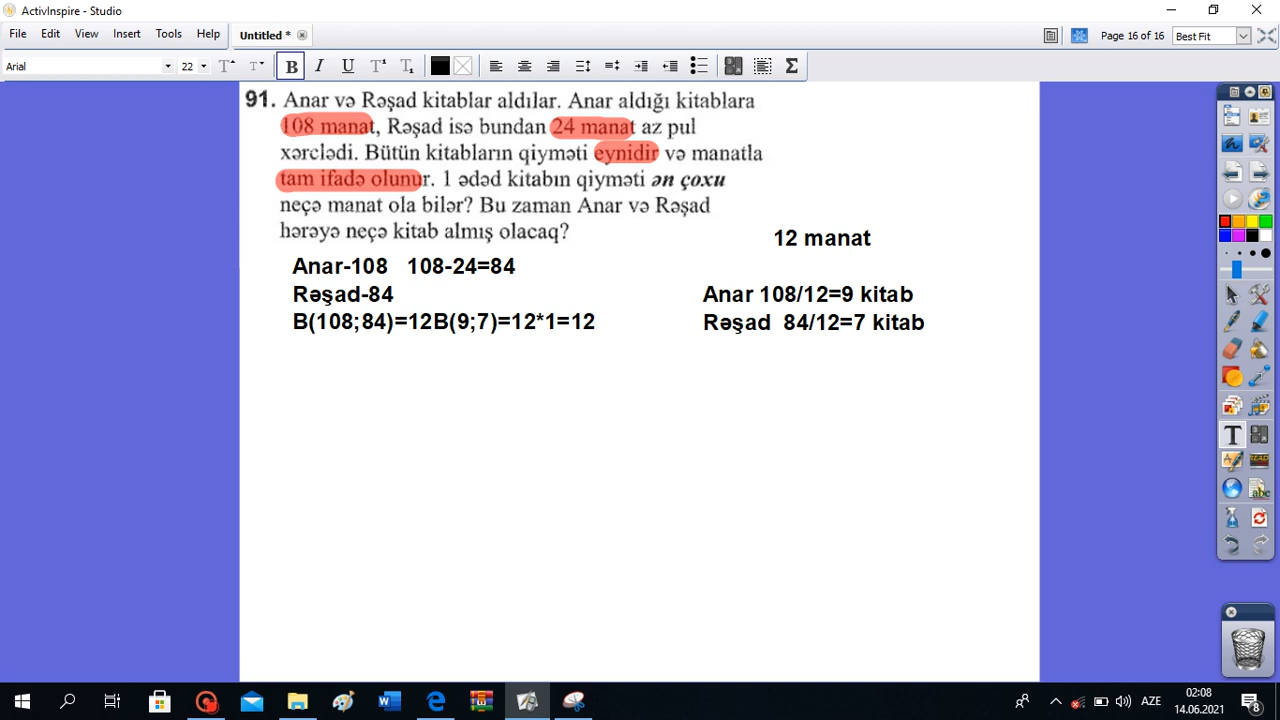 ActivInspire - Studio
File Edit View Insert Tools Help Untitled * Page 16 of 16 Best Fit
Arial 22 B I U T T Σ
91. Anar və Rəşad kitablar aldılar. Anar aldığı kitablara
108 manat, Rəşad isə bundan 24 manat az pul
xərclədi. Bütün kitabların qiyməti eynidir və manatla
tam ifadə olunur. 1 ədəd kitabın qiyməti ən çoxu
neçə manat ola bilər? Bu zaman Anar və Rəşad
hərəyə neçə kitab almış olacaq?
12 manat
Anar-108 108-24=84
Rəşad-84
B(108;84)=12B(9;7)=12*1=12
Anar 108/12=9 kitab
Rəşad 84/12=7 kitab
AZE
02:08
14.06.2021
8